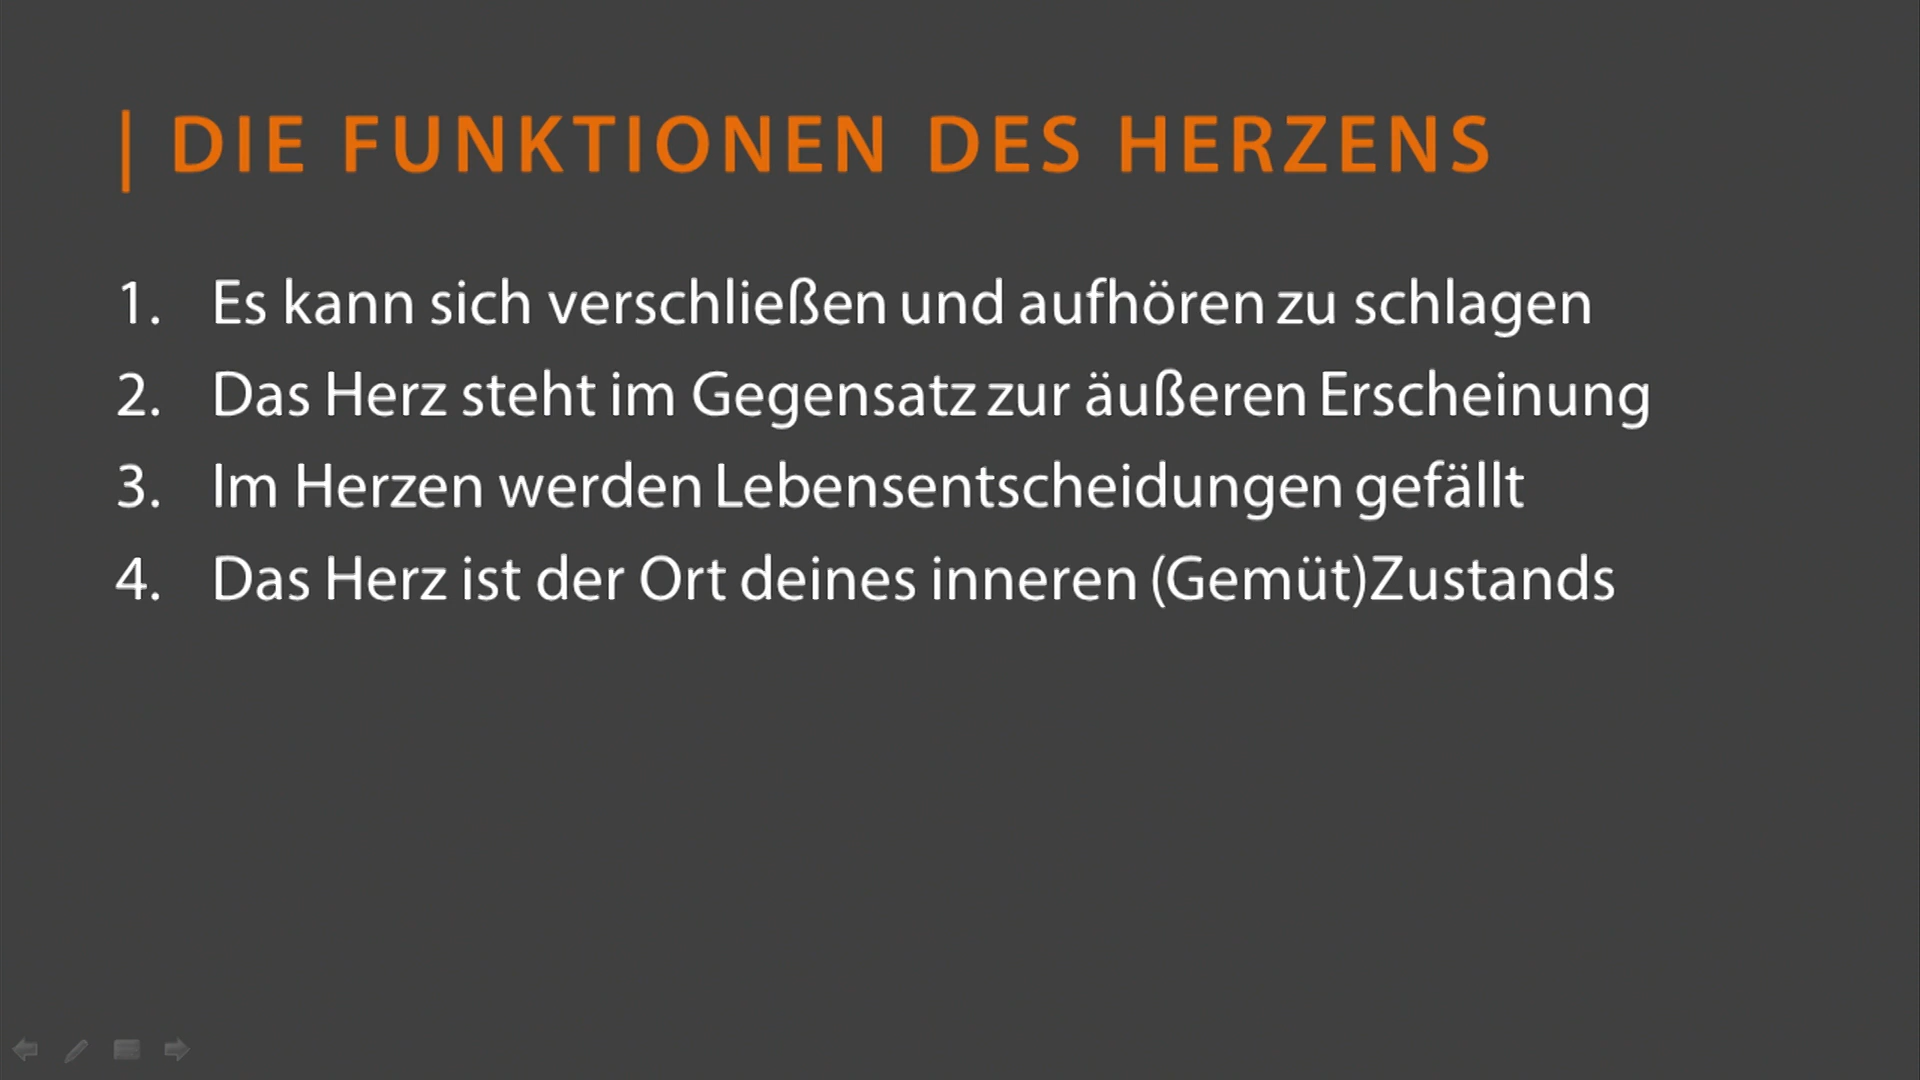 | DIE FUNKTIONEN DES HERZENS
1. Es kann sich verschließen und aufhören zu schlagen
2. Das Herz steht im Gegensatz zur äußeren Erscheinung
3. Im Herzen werden Lebensentscheidungen gefällt
4. Das Herz ist der Ort deines inneren (Gemüt)Zustands